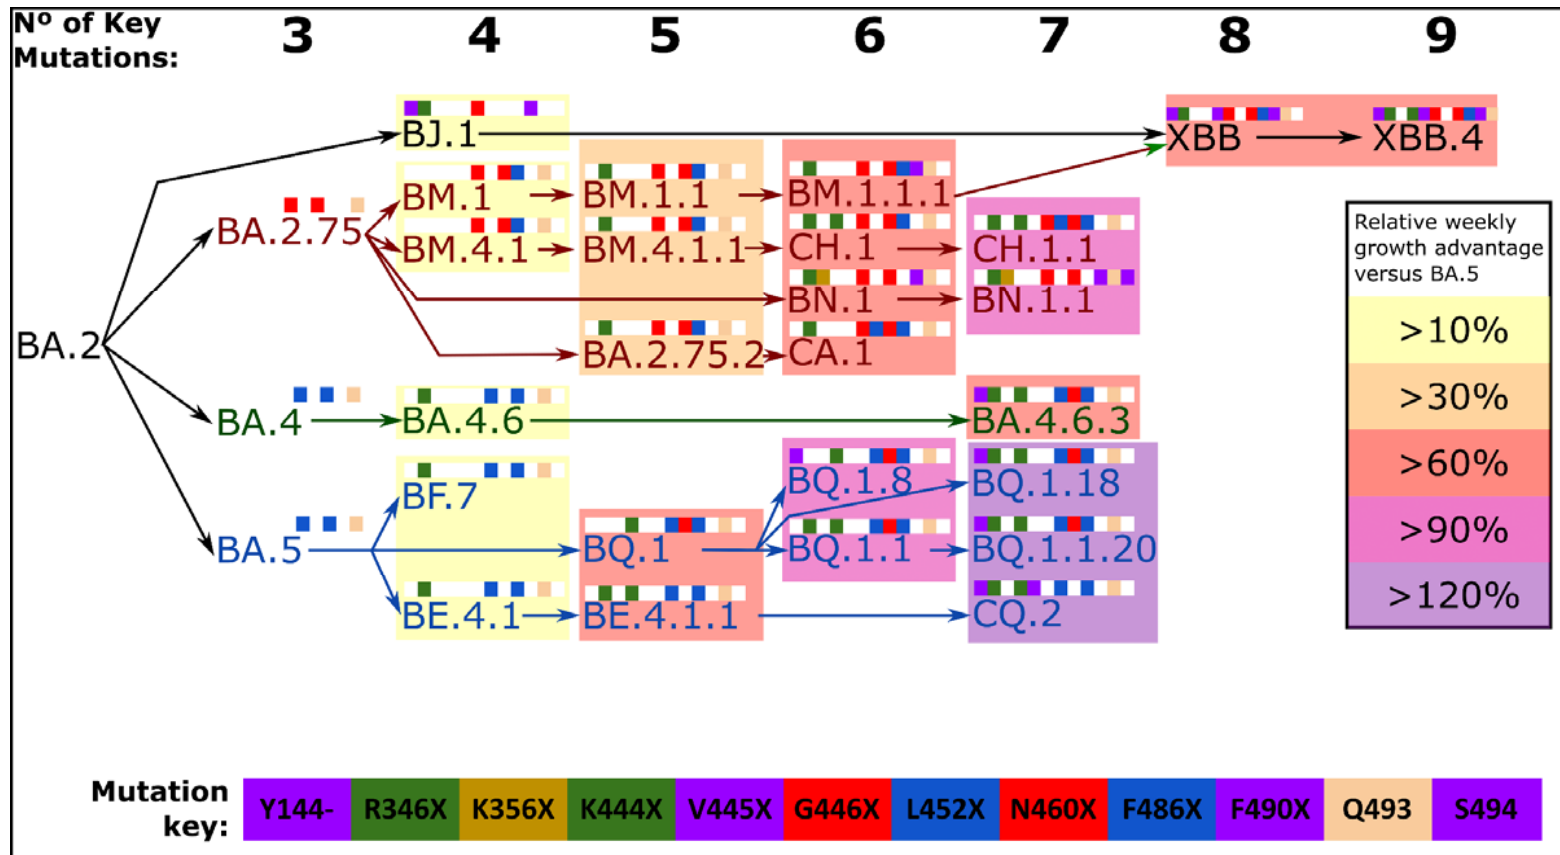 Nº of Key
Mutations:
3 4 5 6 7 8 9
BJ.1
XBB
XBB.4
BM.1
BM.1.1
BM.1.1.1
BA.2.75
BM.4.1
BM.4.1.1
CH.1
CH.1.1
BN.1
BN.1.1
BA.2
BA.2.75.2
CA.1
BA.4
BA.4.6
BA.4.6.3
BF.7
BQ.1.8
BQ.1.18
BA.5
BQ.1
BQ.1.1
BQ.1.1.20
BE.4.1
BE.4.1.1
CQ.2
Relative weekly
growth advantage
versus BA.5
>10%
>30%
>60%
>90%
>120%
Mutation
key:
Y144- R346X K356X K444X V445X G446X L452X N460X F486X F490X Q493 S494